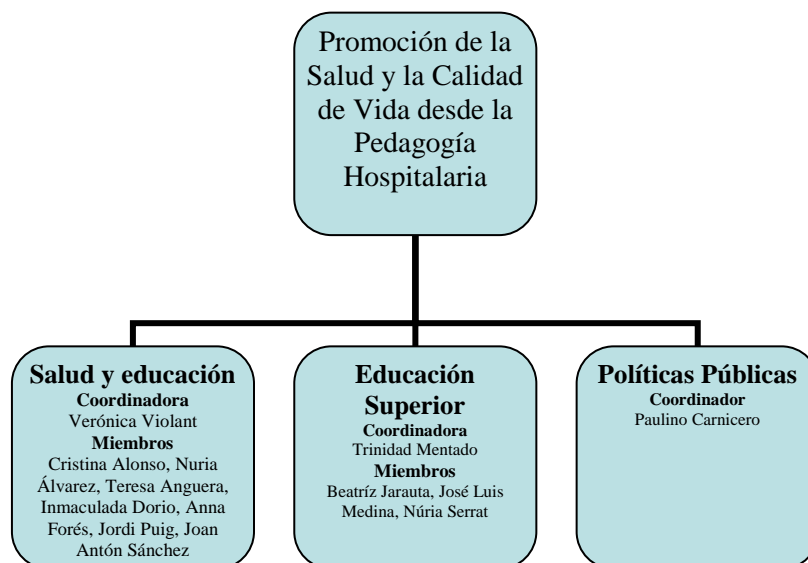 Promoción de la
Salud y la Calidad
de Vida desde la
Pedagogía
Hospitalaria
Salud y educación
Coordinadora
Verónica Violant
Miembros
Cristina Alonso, Nuria
Álvarez, Teresa Anguera,
Inmaculada Dorio, Anna
Forés, Jordi Puig, Joan
Antón Sánchez
Educación
Superior
Coordinadora
Trinidad Mentado
Miembros
Beatríz Jarauta, José Luis
Medina, Núria Serrat
Políticas Públicas
Coordinador
Paulino Carnicero